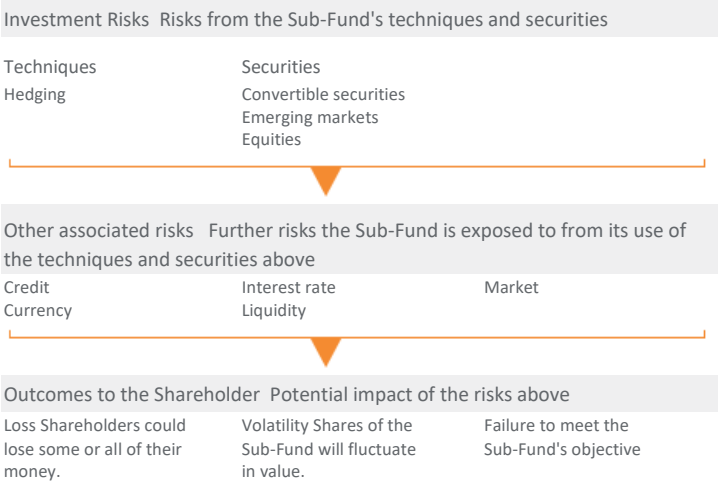 Investment Risks Risks from the Sub-Fund's techniques and securities
Techniques
Hedging
Securities
Convertible securities
Emerging markets
Equities
Other associated risks Further risks the Sub-Fund is exposed to from its use of
the techniques and securities above
Credit
Currency
Interest rate
Liquidity
Market
Outcomes to the Shareholder Potential impact of the risks above
Loss Shareholders could
lose some or all of their
money.
Volatility Shares of the
Sub-Fund will fluctuate
in value.
Failure to meet the
Sub-Fund's objective